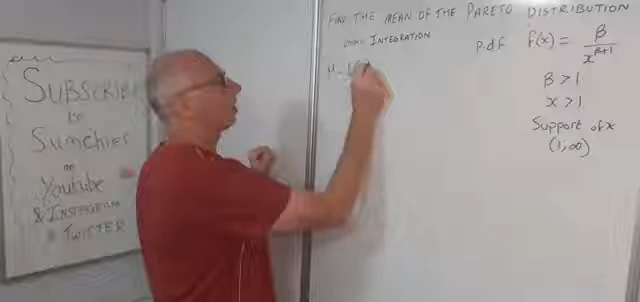 SUBSCRIBE
to
Sumchief
on
Youtube
& INSTAGRAM
& TWITTER
FIND THE MEAN OF THE PARETO DISTRIBUTION
USING INTEGRATION
p.d.f f(x) = β / x^{β+1}
β > 1
x > 1
Support of x
(1, ∞)
μ =